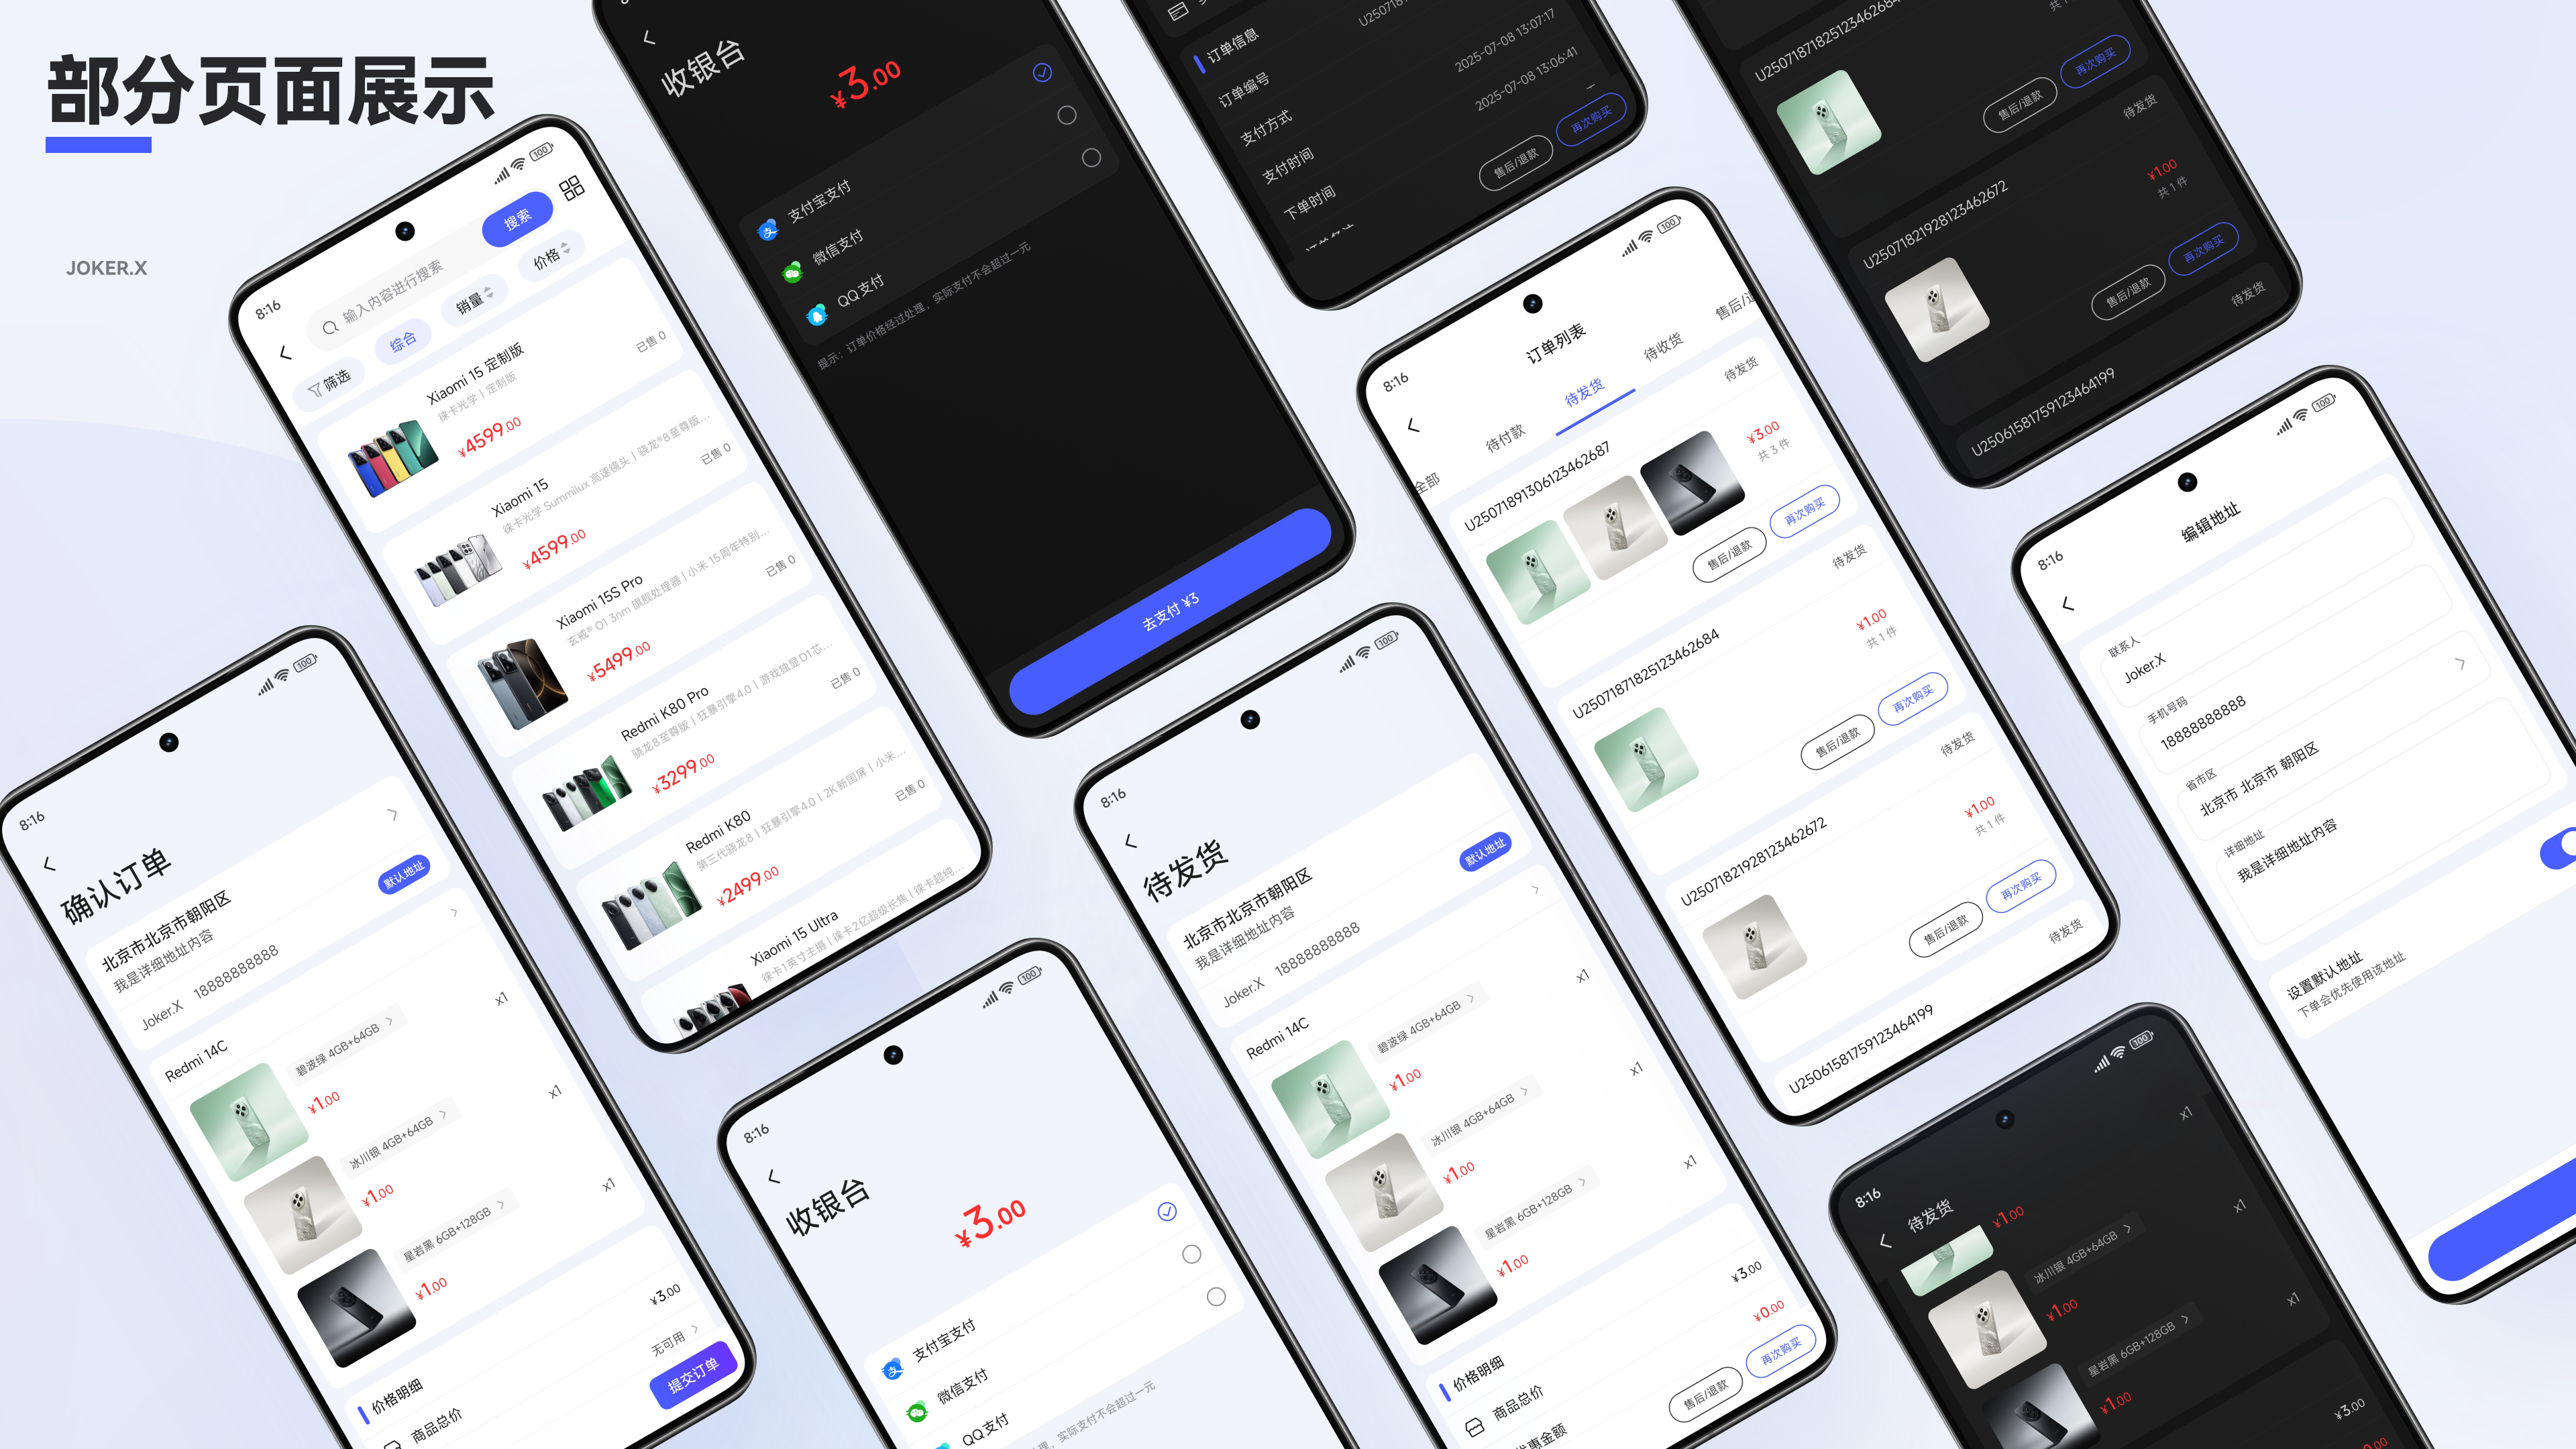 部分页面展示
JOKER.X
8:16
100
输入内容进行搜索
搜索
筛选
综合
销量
价格
Xiaomi 15 定制版
徕卡光学 | 定制版
¥4599.00
已售 0
Xiaomi 15
徕卡光学 Summilux 高速镜头 | 骁龙®8至尊版...
¥4599.00
已售 0
Xiaomi 15S Pro
玄戒® O1 3nm 旗舰处理器 | 小米 15周年特别...
¥5499.00
已售 0
Redmi K80 Pro
骁龙8至尊版 | 狂暴引擎4.0 | 游戏独显D1芯...
¥3299.00
已售 0
Redmi K80
第三代骁龙8 | 狂暴引擎4.0 | 2K新国屏 | 小米...
¥2499.00
已售 0
Xiaomi 15 Ultra
徕卡1英寸主摄 | 徕卡2亿超级长焦 | 徕卡超纯...
8:16
100
确认订单
北京市北京市朝阳区
我是详细地址内容
默认地址
Joker.X 18888888888
Redmi 14C
碧波绿 4GB+64GB
x1
¥1.00
冰川银 4GB+64GB
x1
¥1.00
星岩黑 6GB+128GB
x1
¥1.00
价格明细
商品总价
¥3.00
无可用
提交订单
收银台
¥3.00
支付宝支付
微信支付
QQ支付
提示：订单价格经过处理，实际支付不会超过一元
去支付 ¥3
8:16
100
收银台
¥3.00
支付宝支付
微信支付
QQ支付
理，实际支付不会超过一元
订单信息
订单编号
U250718
支付方式
支付时间
2025-07-08 13:07:17
下单时间
2025-07-08 13:06:41
售后/退款
再次购买
8:16
100
待发货
北京市北京市朝阳区
我是详细地址内容
默认地址
Joker.X 18888888888
Redmi 14C
碧波绿 4GB+64GB
x1
¥1.00
冰川银 4GB+64GB
x1
¥1.00
星岩黑 6GB+128GB
x1
¥1.00
价格明细
商品总价
¥3.00
优惠金额
¥0.00
售后/退款
再次购买
8:16
100
订单列表
全部
待付款
待发货
待收货
售后/退
U25071891306123462687
待发货
¥3.00
共 3 件
售后/退款
再次购买
U25071871825123462684
待发货
¥1.00
共 1 件
售后/退款
再次购买
U25071821928123462672
待发货
¥1.00
共 1 件
售后/退款
再次购买
U25061581759123464199
待发货
U25071871825123462684
共 1
售后/退款
再次购买
U25071821928123462672
待发货
¥1.00
共 1 件
售后/退款
再次购买
U25061581759123464199
待发货
8:16
100
编辑地址
联系人
Joker.X
手机号码
18888888888
省市区
北京市 北京市 朝阳区
详细地址
我是详细地址内容
设置默认地址
下单会优先使用该地址
8:16
100
待发货
x1
¥1.00
冰川银 4GB+64GB
x1
¥1.00
星岩黑 6GB+128GB
x1
¥1.00
¥3.00